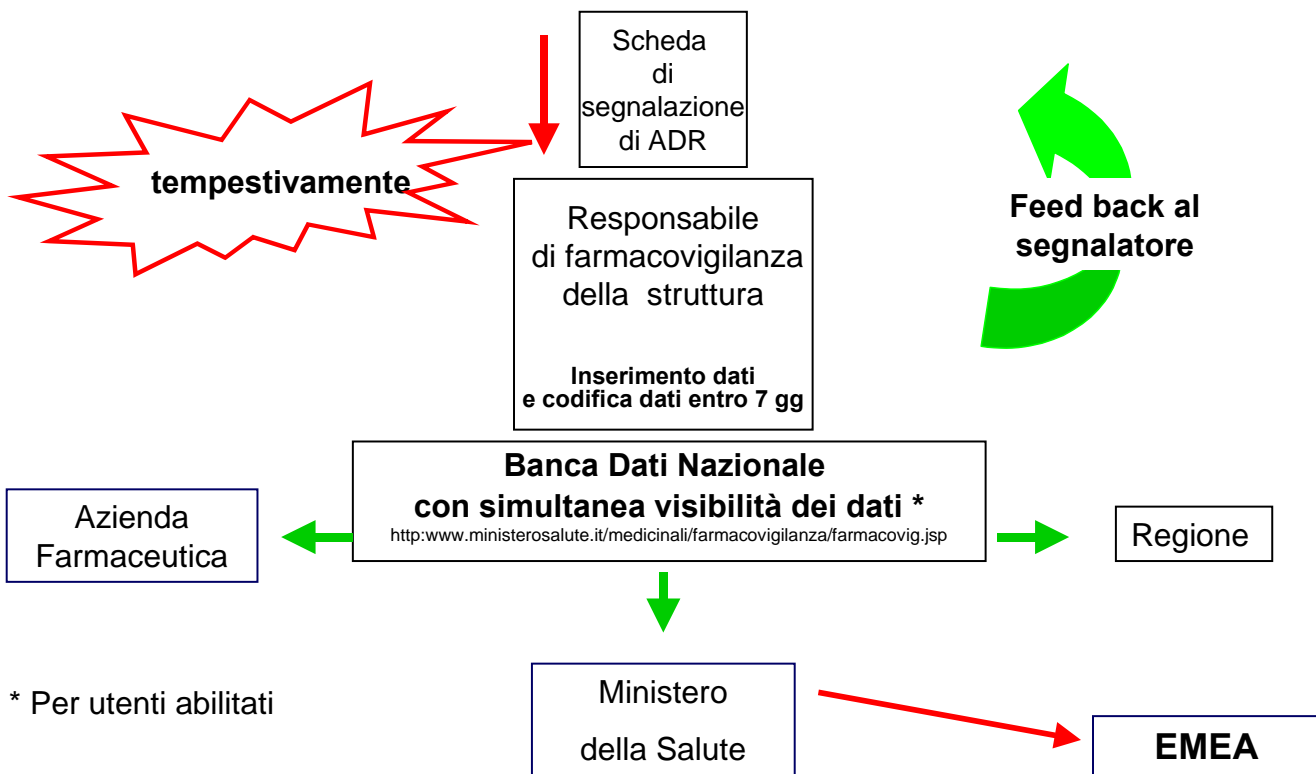 Scheda
di
segnalazione
di ADR
tempestivamente
Responsabile
di farmacovigilanza
della struttura
Feed back al
segnalatore
Inserimento dati
e codifica dati entro 7 gg
Banca Dati Nazionale
con simultanea visibilità dei dati *
http:www.ministerosalute.it/medicinali/farmacovigilanza/farmacovig.jsp
Azienda
Farmaceutica
Regione
* Per utenti abilitati
Ministero
della Salute
EMEA